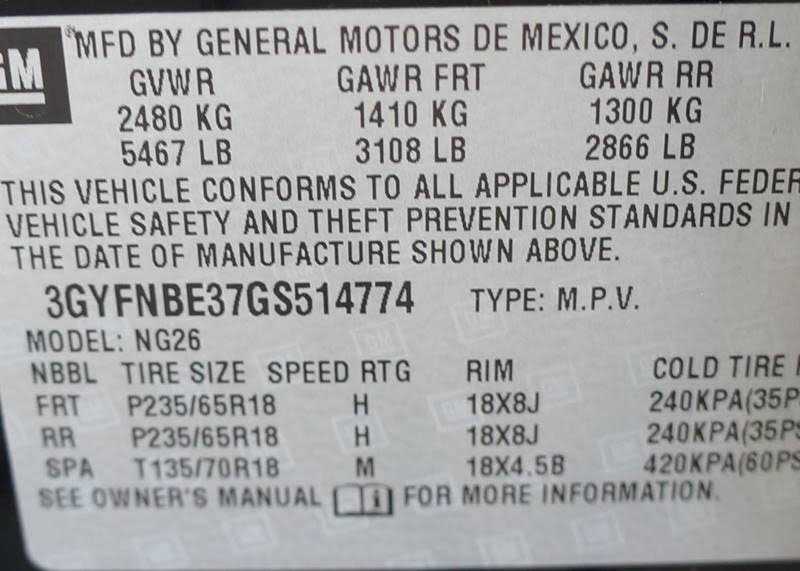 GM ® MFD BY GENERAL MOTORS DE MEXICO, S. DE R.L.
GVWR GAWR FRT GAWR RR
2480 KG 1410 KG 1300 KG
5467 LB 3108 LB 2866 LB
THIS VEHICLE CONFORMS TO ALL APPLICABLE U.S. FEDER
VEHICLE SAFETY AND THEFT PREVENTION STANDARDS IN
THE DATE OF MANUFACTURE SHOWN ABOVE.
3GYFNBE37GS514774 TYPE: M.P.V.
MODEL: NG26
NBBL TIRE SIZE SPEED RTG RIM COLD TIRE
FRT P235/65R18 H 18X8J 240KPA(35P
RR P235/65R18 H 18X8J 240KPA(35PS
SPA T135/70R18 M 18X4.5B 420KPA(60PS
SEE OWNER'S MANUAL FOR MORE INFORMATION.